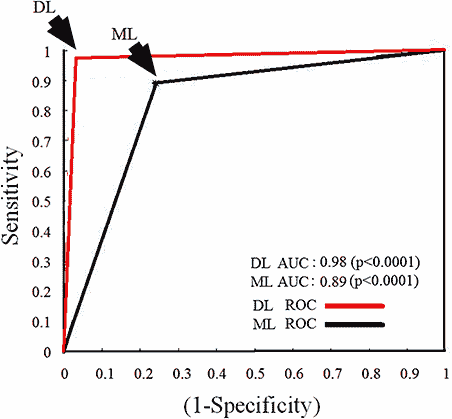 DL
ML
1
0.9
0.8
0.7
0.6
0.5
0.4
0.3
0.2
0.1
0
Sensitivity
DL AUC : 0.98 (p<0.0001)
ML AUC : 0.89 (p<0.0001)
DL ROC
ML ROC
0 0.1 0.2 0.3 0.4 0.5 0.6 0.7 0.8 0.9 1
(1-Specificity)